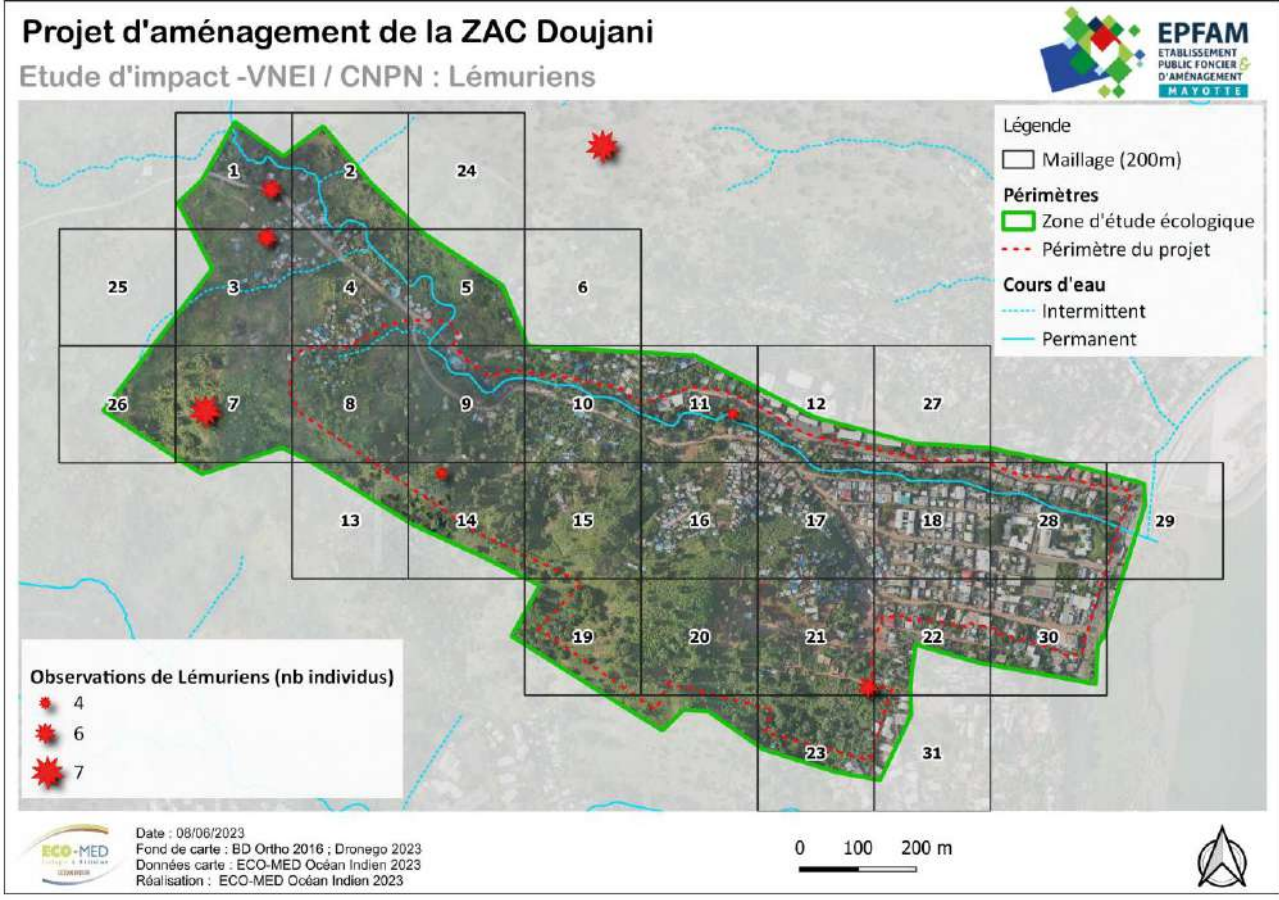 Projet d'aménagement de la ZAC Doujani
Etude d'impact -VNEI / CNPN : Lémuriens
EPFAM
ETABLISSEMENT
PUBLIC FONCIER &
D'AMÉNAGEMENT
MAYOTTE
Légende
Maillage (200m)
Périmètres
Zone d'étude écologique
Périmètre du projet
Cours d'eau
Intermittent
Permanent
1
2
24
25
3
4
5
6
26
7
8
9
10
11
12
27
13
14
15
16
17
18
28
29
19
20
21
22
30
23
31
Observations de Lémuriens (nb individus)
4
6
7
ECO-MED
Date : 08/06/2023
Fond de carte : BD Ortho 2016 ; Dronego 2023
Données carte : ECO-MED Océan Indien 2023
Réalisation : ECO-MED Océan Indien 2023
0 100 200 m